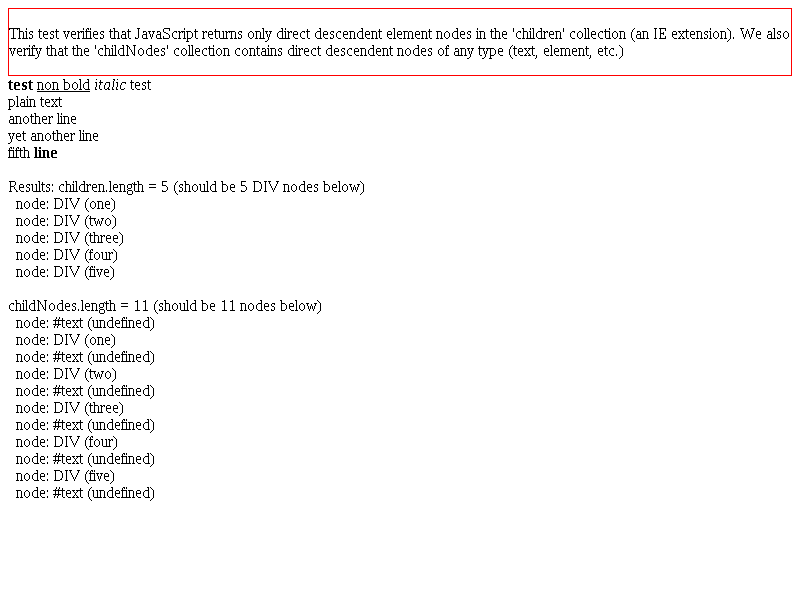 This test verifies that JavaScript returns only direct descendent element nodes in the 'children' collection (an IE extension). We also
verify that the 'childNodes' collection contains direct descendent nodes of any type (text, element, etc.)
test non bold italic test
plain text
another line
yet another line
fifth line
Results: children.length = 5 (should be 5 DIV nodes below)
node: DIV (one)
node: DIV (two)
node: DIV (three)
node: DIV (four)
node: DIV (five)
childNodes.length = 11 (should be 11 nodes below)
node: #text (undefined)
node: DIV (one)
node: #text (undefined)
node: DIV (two)
node: #text (undefined)
node: DIV (three)
node: #text (undefined)
node: DIV (four)
node: #text (undefined)
node: DIV (five)
node: #text (undefined)